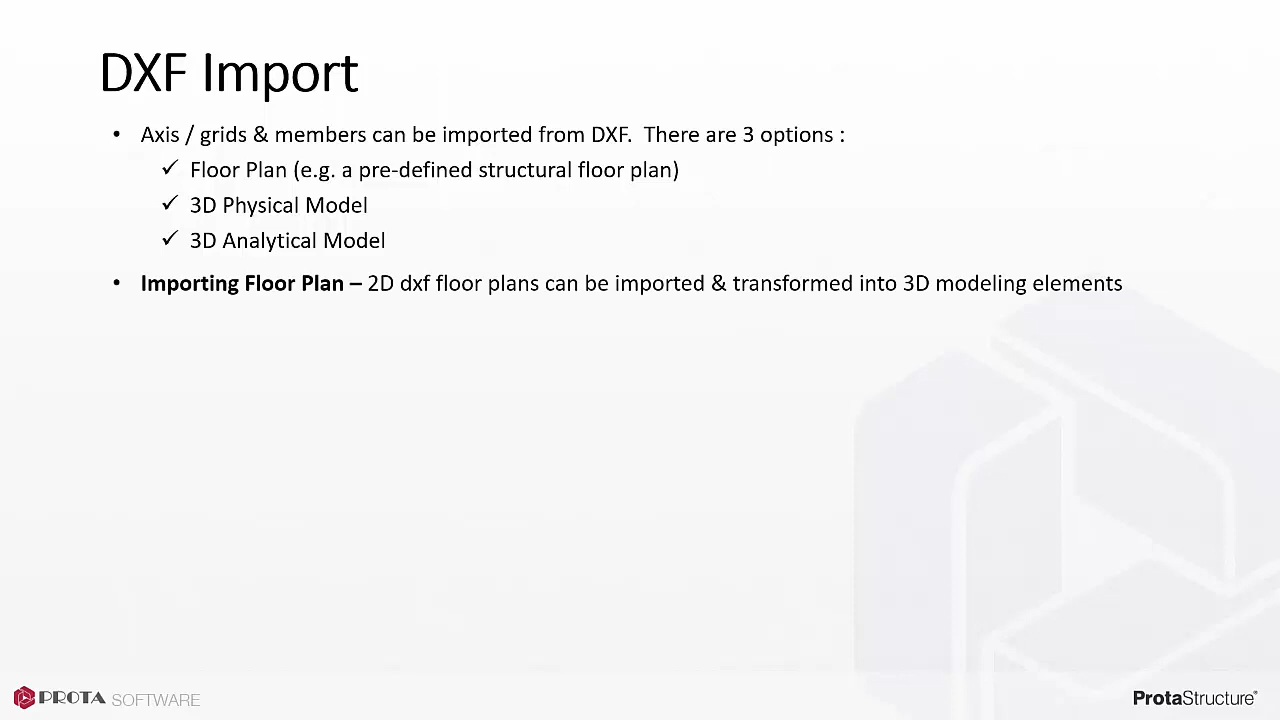 DXF Import
• Axis / grids & members can be imported from DXF. There are 3 options :
✓ Floor Plan (e.g. a pre-defined structural floor plan)
✓ 3D Physical Model
✓ 3D Analytical Model
• Importing Floor Plan – 2D dxf floor plans can be imported & transformed into 3D modeling elements
PROTA SOFTWARE
ProtaStructure®